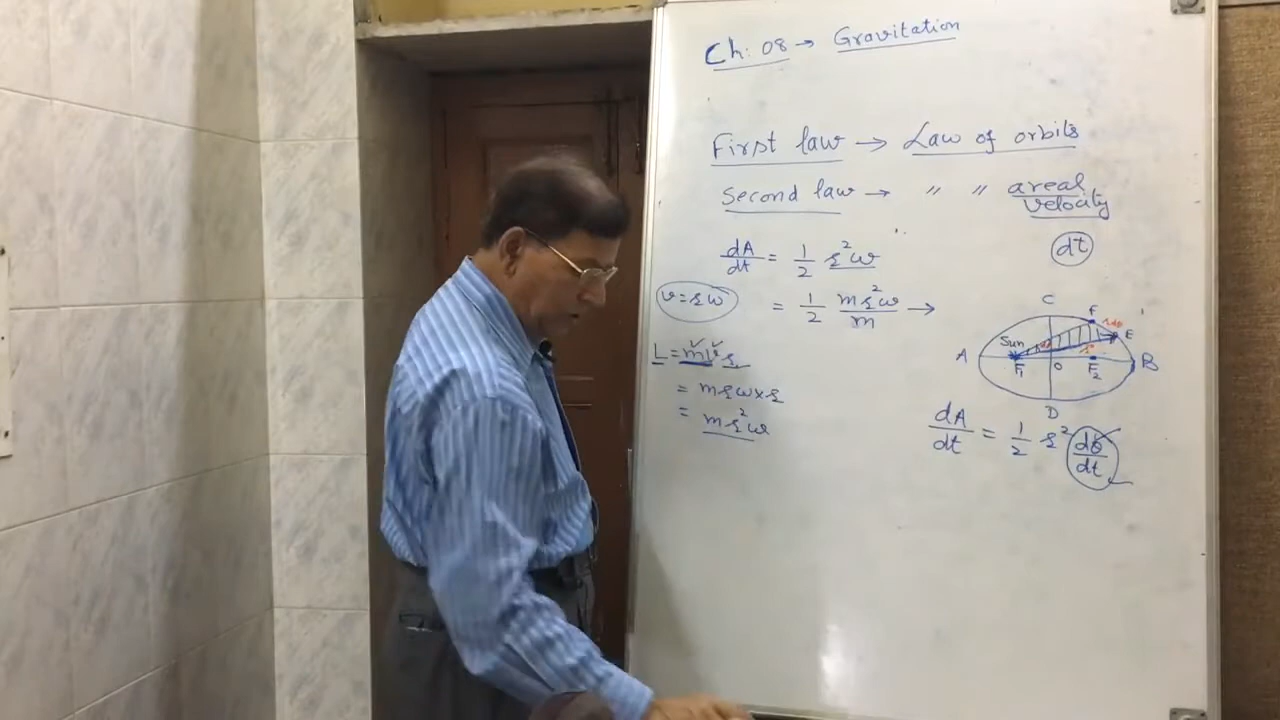 Ch: 08 → Gravitation
First law → Law of orbits
Second law → " " areal velocity
dA/dt = 1/2 r²ω
dt
v = rω
= 1/2 mr²ω/m →
L = mvr
= mrω×r
= mr²ω
C
F
E
Sun
A
F₁
O
F₂
B
D
dA/dt = 1/2 r² dθ/dt